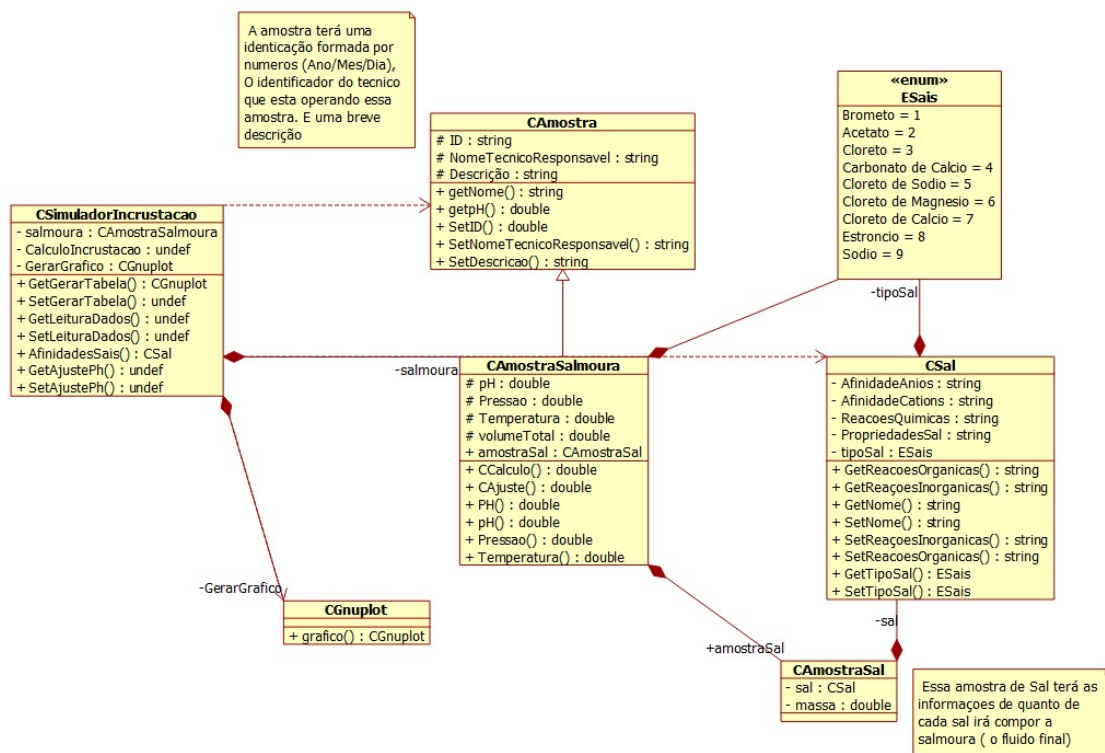 A amostra terá uma
identicação formada por
numeros (Ano/Mes/Dia),
O identificador do tecnico
que esta operando essa
amostra. E uma breve
descrição
CAmostra
# ID : string
# NomeTecnicoResponsavel : string
# Descrição : string
+ getNome() : string
+ getpH() : double
+ SetID() : double
+ SetNomeTecnicoResponsavel() : string
+ SetDescricao() : string
«enum»
ESais
Brometo = 1
Acetato = 2
Cloreto = 3
Carbonato de Calcio = 4
Cloreto de Sodio = 5
Cloreto de Magnesio = 6
Cloreto de Calcio = 7
Estroncio = 8
Sodio = 9
-tipoSal
CSimuladorIncrustacao
- salmoura : CAmostraSalmoura
- CalculoIncrustacao : undef
- GerarGrafico : CGnuplot
+ GetGerarTabela() : CGnuplot
+ SetGerarTabela() : undef
+ GetLeituraDados() : undef
+ SetLeituraDados() : undef
+ AfinidadesSais() : CSal
+ GetAjustePh() : undef
+ SetAjustePh() : undef
-salmoura
CAmostraSalmoura
# pH : double
# Pressao : double
# Temperatura : double
# volumeTotal : double
+ amostraSal : CAmostraSal
+ CCalculo() : double
+ CAjuste() : double
+ PH() : double
+ pH() : double
+ Pressao() : double
+ Temperatura() : double
CSal
- AfinidadeAnios : string
- AfinidadeCations : string
- ReacoesQuimicas : string
- PropriedadesSal : string
- tipoSal : ESais
+ GetReacoesOrganicas() : string
+ GetReaçoesInorganicas() : string
+ GetNome() : string
+ SetNome() : string
+ SetReaçoesInorganicas() : string
+ SetReacoesOrganicas() : string
+ GetTipoSal() : ESais
+ SetTipoSal() : ESais
-GerarGrafico
CGnuplot
+ grafico() : CGnuplot
-sal
+amostraSal
CAmostraSal
- sal : CSal
- massa : double
Essa amostra de Sal terá as
informaçoes de quanto de
cada sal irá compor a
salmoura ( o fluido final)